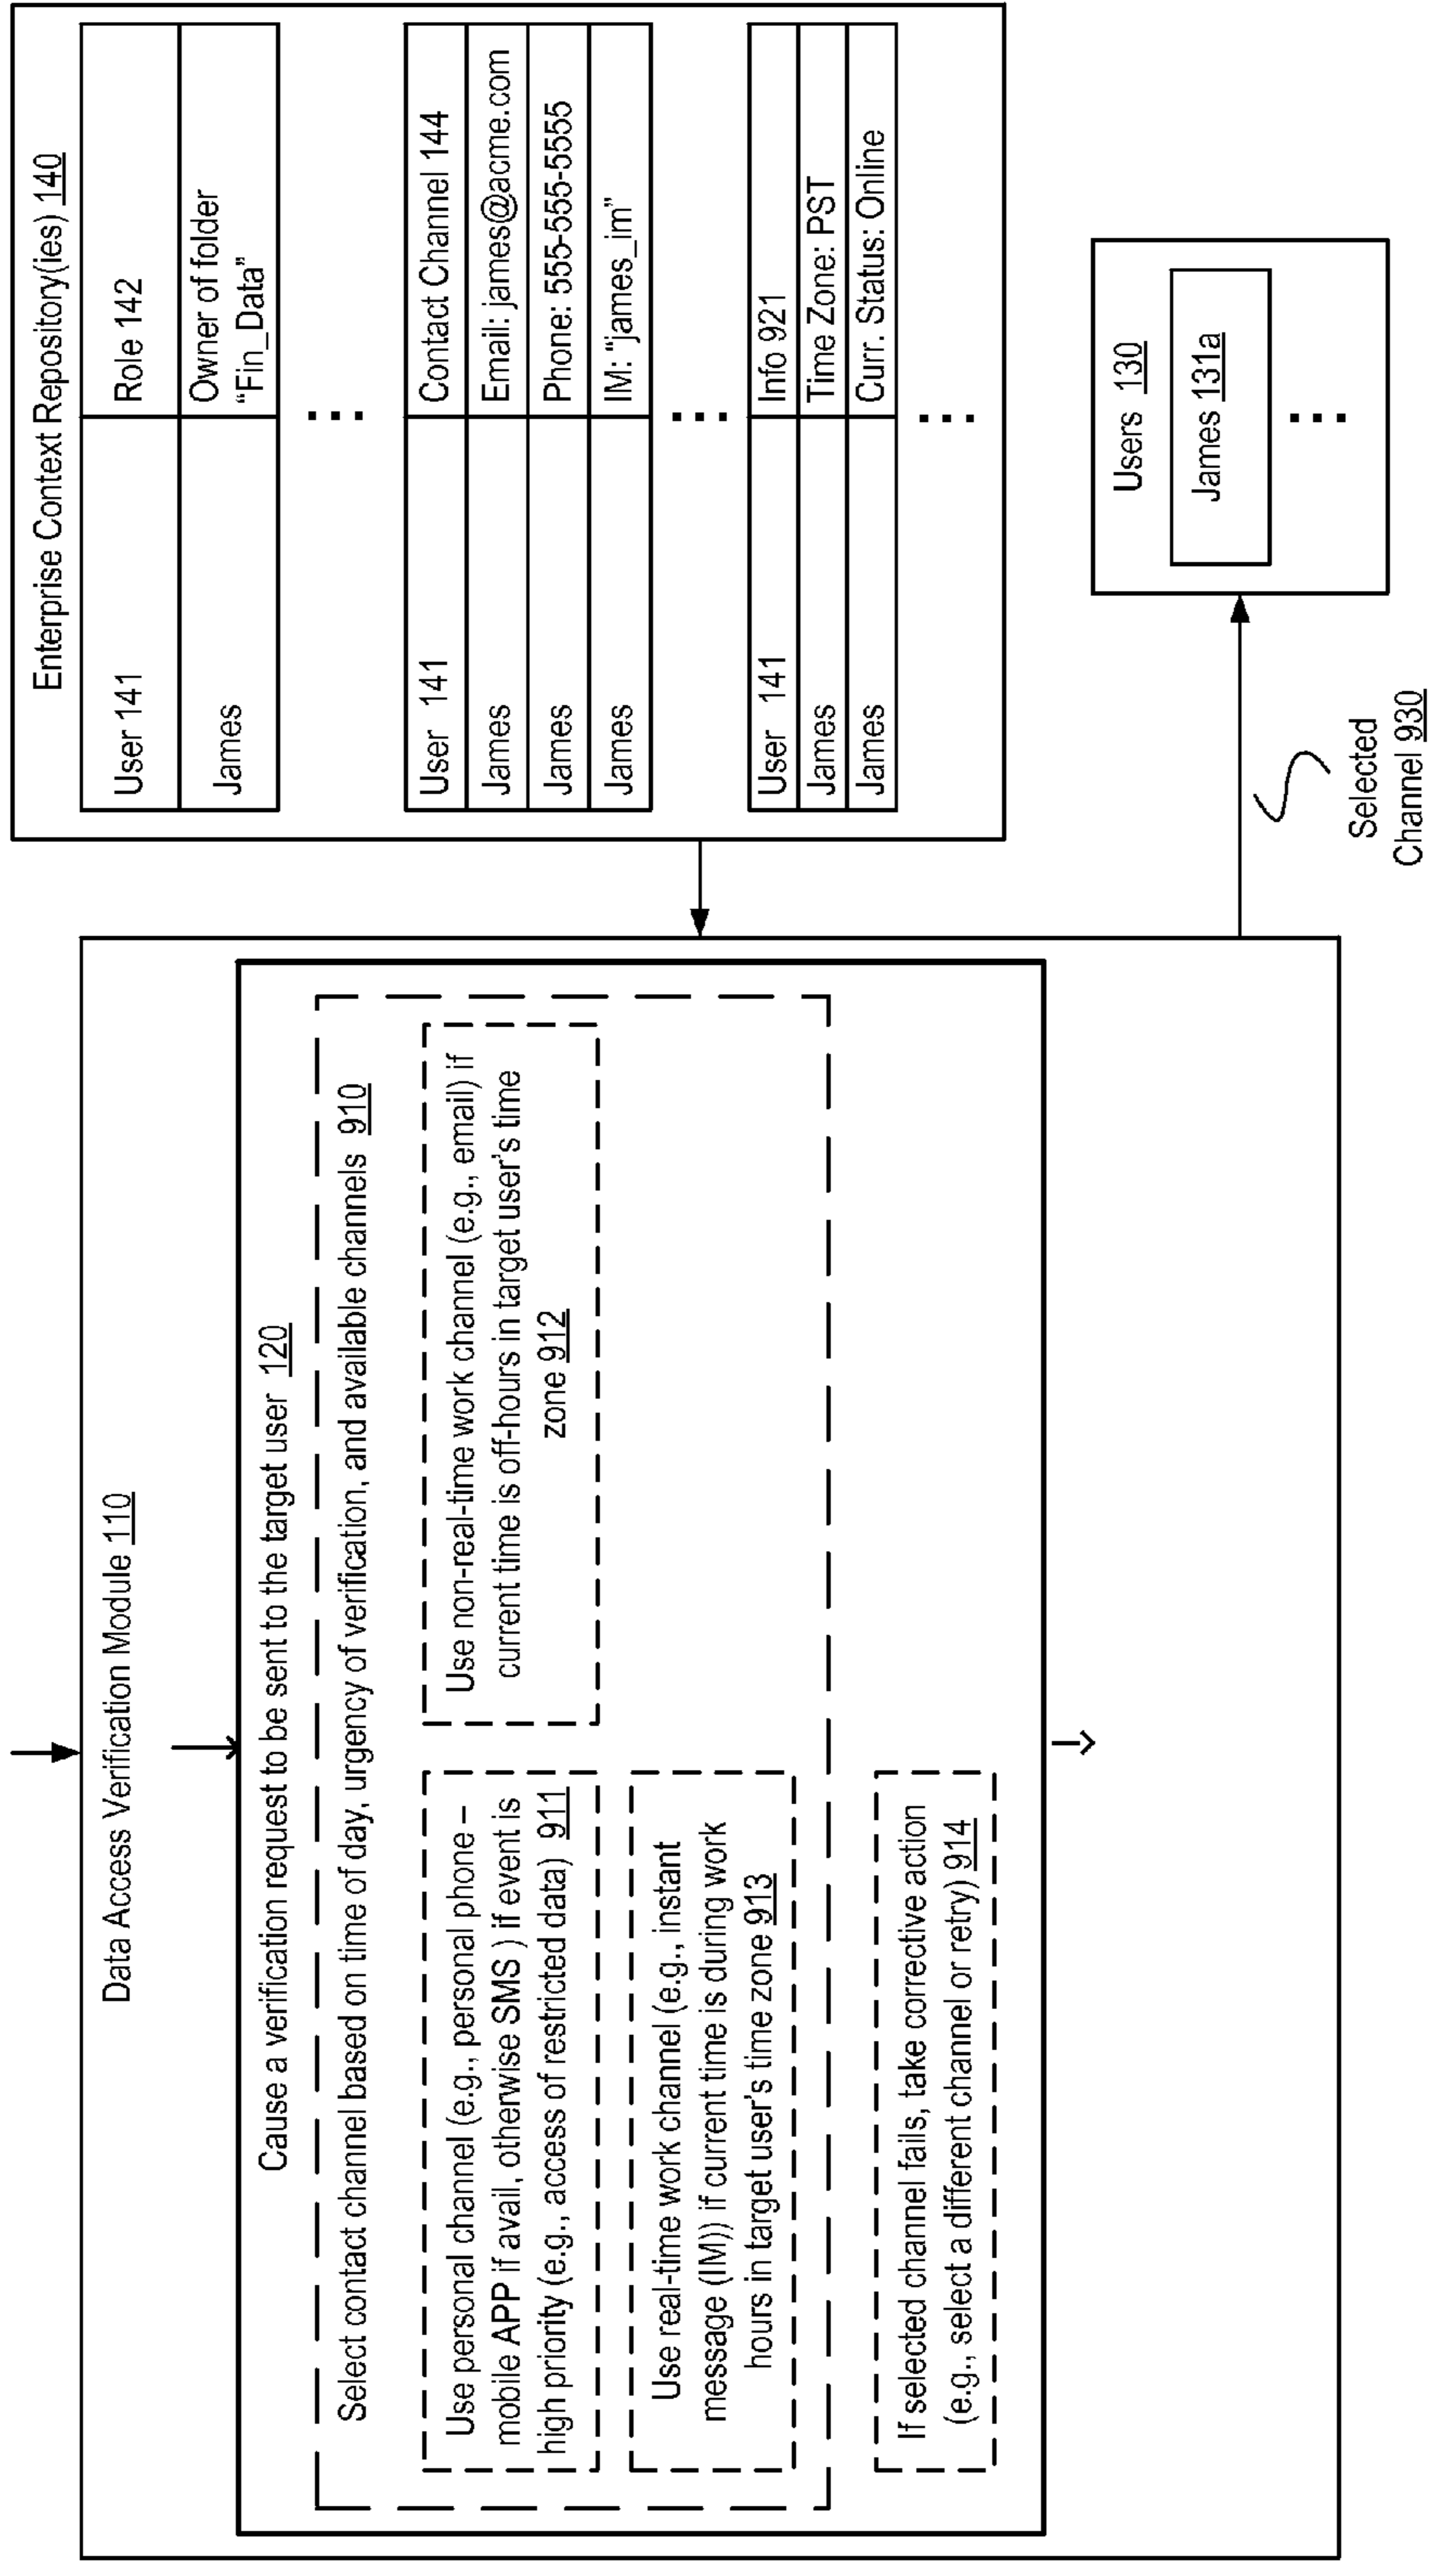 Data Access Verification Module 110
Cause a verification request to be sent to the target user 120
Select contact channel based on time of day, urgency of verification, and available channels 910
Use personal channel (e.g., personal phone –
mobile APP if avail, otherwise SMS ) if event is
high priority (e.g., access of restricted data) 911
Use non-real-time work channel (e.g., email) if
current time is off-hours in target user's time
zone 912
Use real-time work channel (e.g., instant
message (IM)) if current time is during work
hours in target user's time zone 913
If selected channel fails, take corrective action
(e.g., select a different channel or retry) 914
Enterprise Context Repository(ies) 140
User 141 Role 142
James Owner of folder
“Fin_Data”
User 141 Contact Channel 144
James Email: james@acme.com
James Phone: 555-555-5555
James IM: “james_im”
User 141 Info 921
James Time Zone: PST
James Curr. Status: Online
Selected
Channel 930
Users 130
James 131a